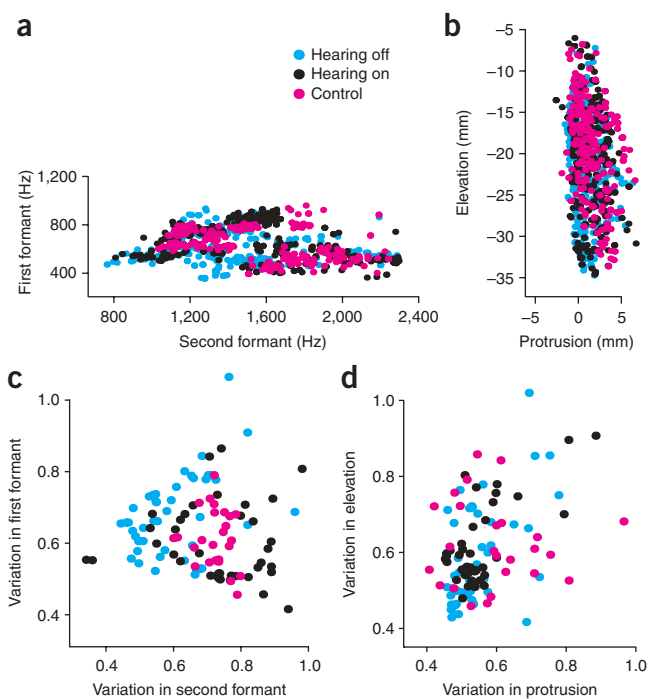 a
Hearing off
Hearing on
Control
First formant (Hz)
1,200
800
400
800
1,200
1,600
2,000
2,400
Second formant (Hz)
b
Elevation (mm)
−5
−10
−15
−20
−25
−30
−35
−5
0
5
Protrusion (mm)
c
Variation in first formant
1.0
0.8
0.6
0.4
0.4
0.6
0.8
1.0
Variation in second formant
d
Variation in elevation
1.0
0.8
0.6
0.4
0.4
0.6
0.8
1.0
Variation in protrusion